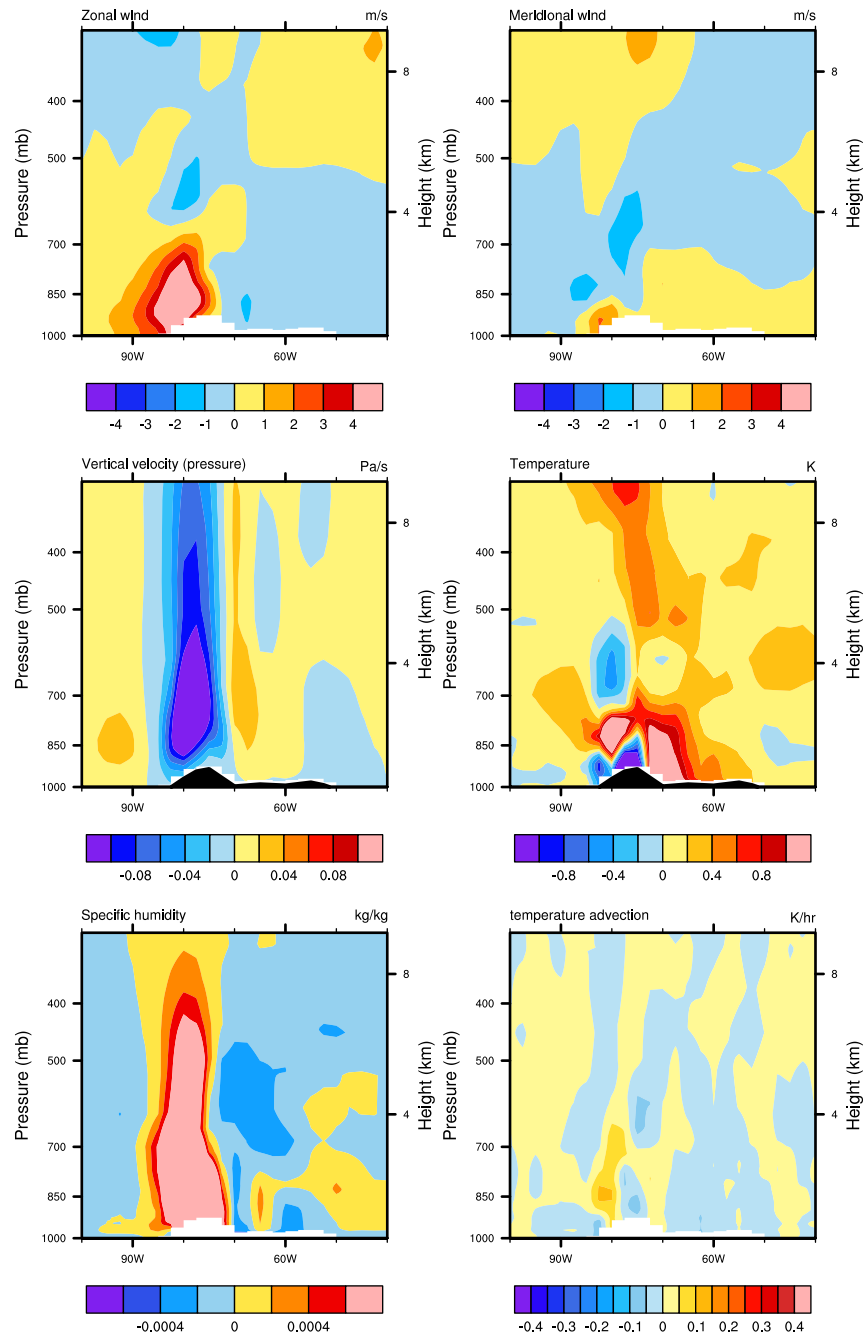 Zonal wind m/s
Pressure (mb)
400
500
700
850
1000
8
4
Height (km)
90W 60W
-4 -3 -2 -1 0 1 2 3 4
Meridional wind m/s
Pressure (mb)
400
500
700
850
1000
8
4
Height (km)
90W 60W
-4 -3 -2 -1 0 1 2 3 4
Vertical velocity (pressure) Pa/s
Pressure (mb)
400
500
700
850
1000
8
4
Height (km)
90W 60W
-0.08 -0.04 0 0.04 0.08
Temperature K
Pressure (mb)
400
500
700
850
1000
8
4
Height (km)
90W 60W
-0.8 -0.4 0 0.4 0.8
Specific humidity kg/kg
Pressure (mb)
400
500
700
850
1000
8
4
Height (km)
90W 60W
-0.0004 0 0.0004
temperature advection K/hr
Pressure (mb)
400
500
700
850
1000
8
4
Height (km)
90W 60W
-0.4 -0.3 -0.2 -0.1 0 0.1 0.2 0.3 0.4